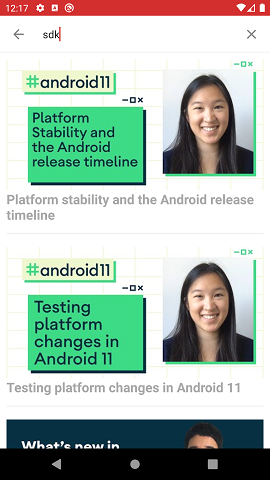 12:17
sdk
#android11
Platform
Stability and
and the
Android
release timeline
Platform stability and the Android release
timeline
#android11
Testing
platform
changes in
Android 11
Testing platform changes in Android 11
What's new in